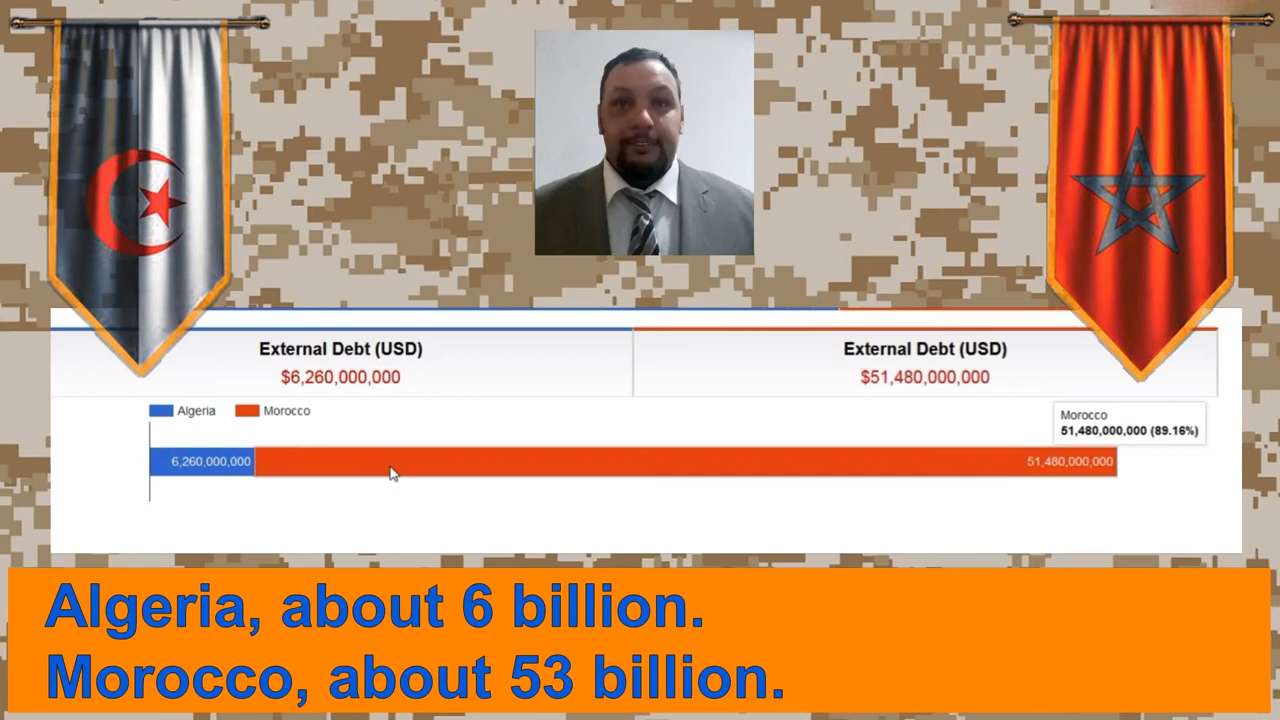 External Debt (USD)
$6,260,000,000
External Debt (USD)
$51,480,000,000
Algeria
Morocco
Morocco
51,480,000,000 (89.16%)
6,260,000,000
51,480,000,000
Algeria, about 6 billion.
Morocco, about 53 billion.